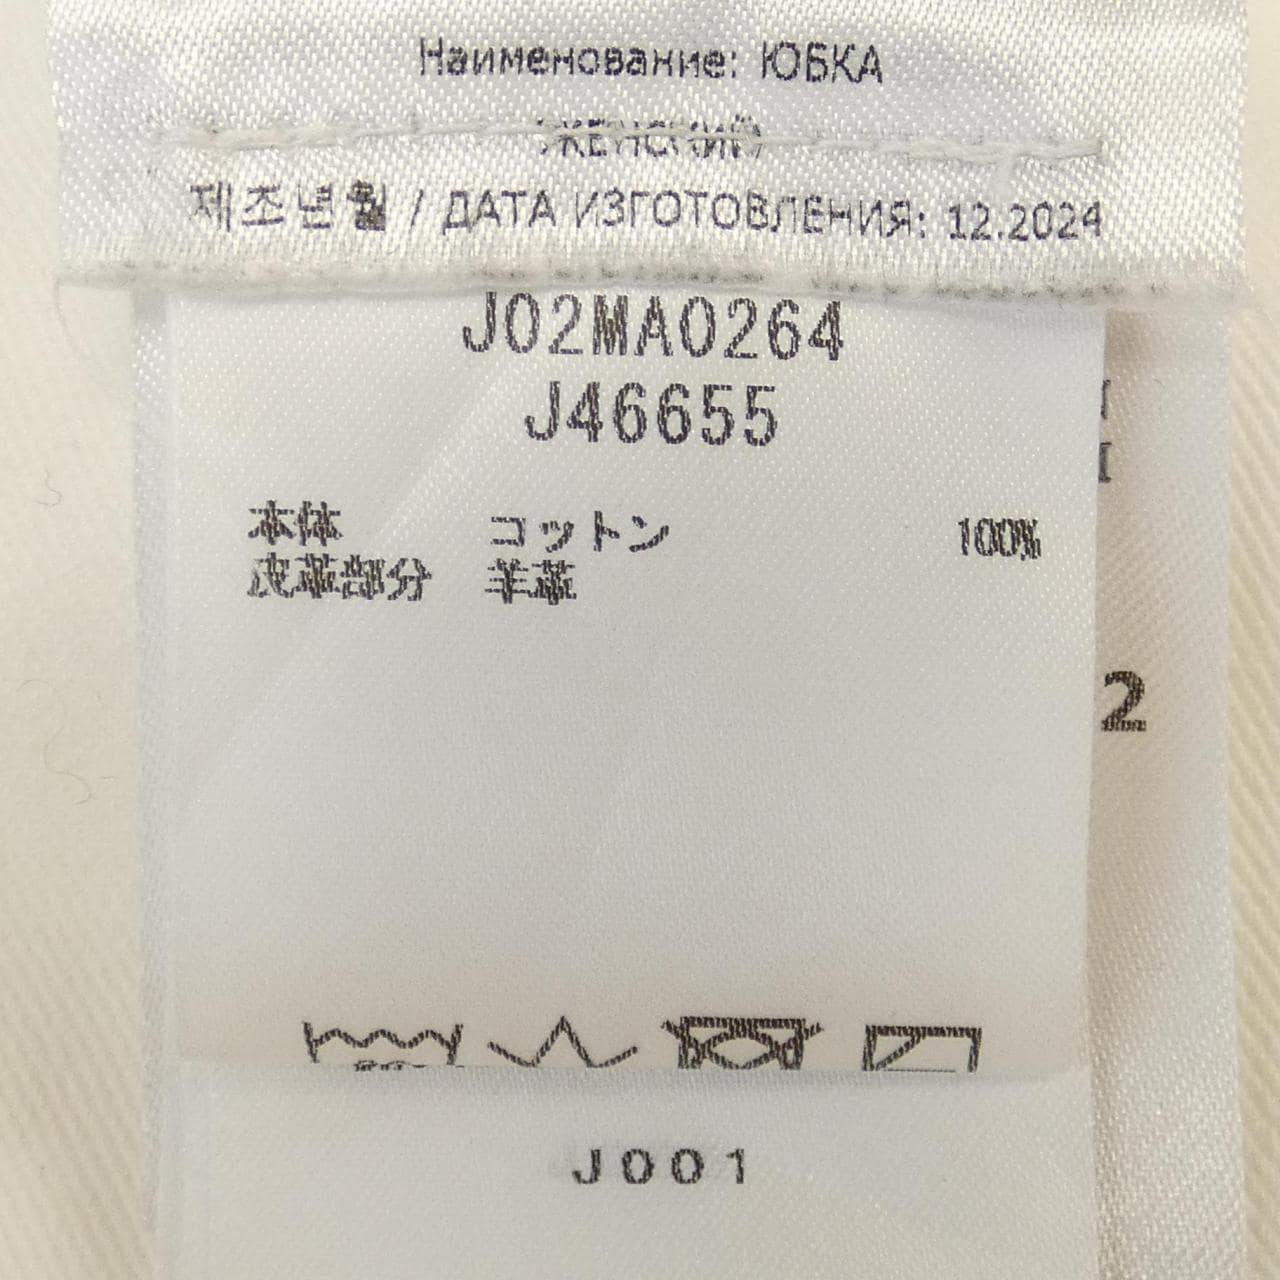 Наименование: ЮБКА
ЖЕНСКИЙ
제조년월 / ДАТА ИЗГОТОВЛЕНИЯ: 12.2024
J02MA0264
J46655
本体 コットン 100%
皮革部分 羊革
2
J001